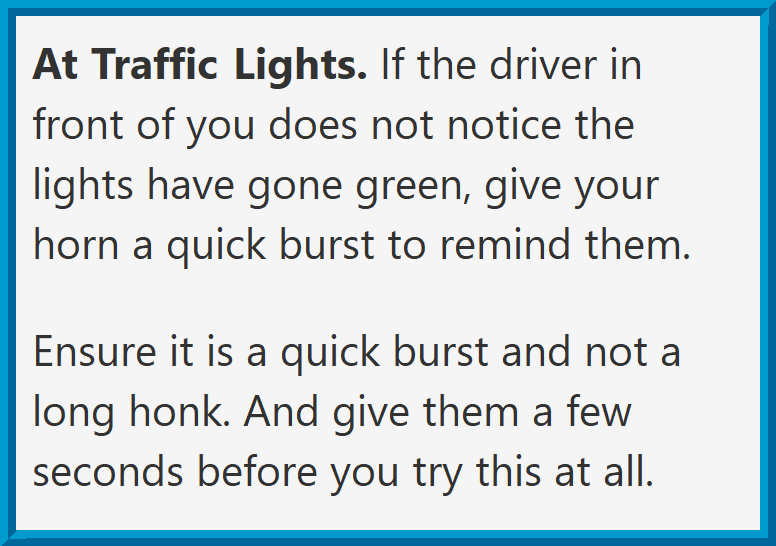 At Traffic Lights. If the driver in
front of you does not notice the
lights have gone green, give your
horn a quick burst to remind them.
Ensure it is a quick burst and not a
long honk. And give them a few
seconds before you try this at all.